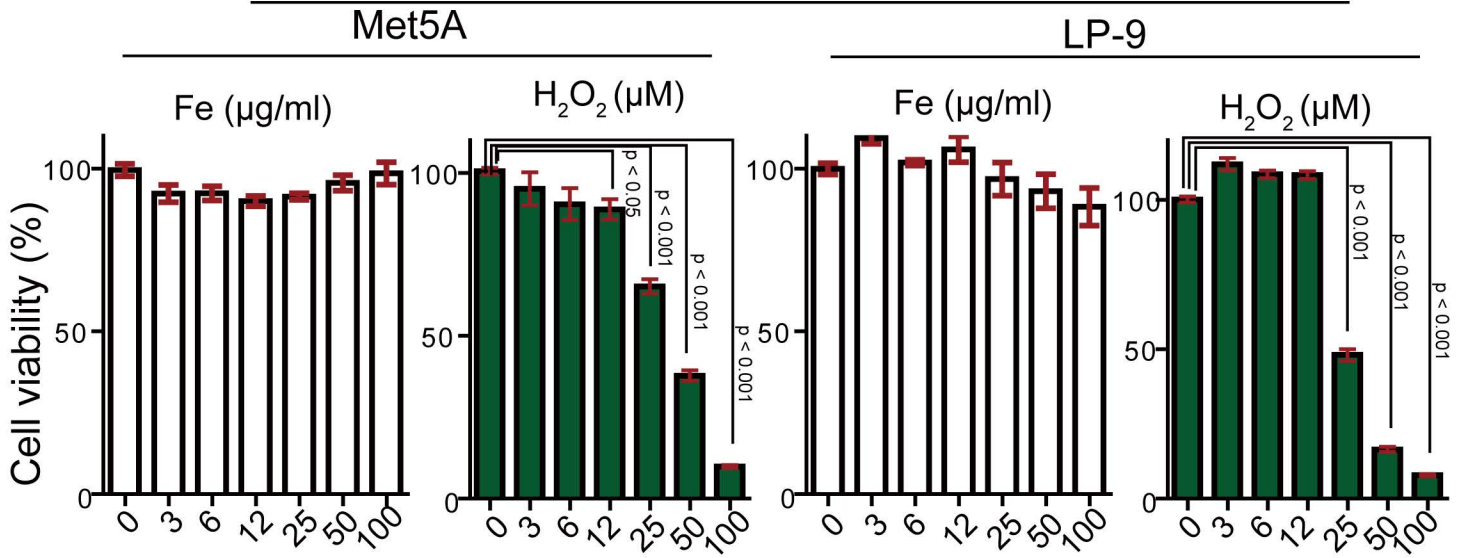 Met5A
LP-9
Fe (µg/ml)
H₂O₂ (µM)
Fe (µg/ml)
H₂O₂ (µM)
Cell viability (%)
100
50
0
0 3 6 12 25 50 100
100
50
0
p < 0.05
p < 0.001
p < 0.001
p < 0.001
0 3 6 12 25 50 100
100
50
0
0 3 6 12 25 50 100
100
50
0
p < 0.001
p < 0.001
p < 0.001
0 3 6 12 25 50 100